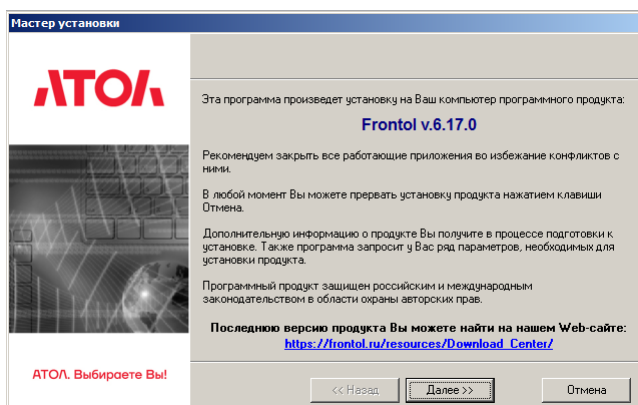 Мастер установки
АТОЛ
Эта программа произведет установку на Ваш компьютер программного продукта:
Frontol v.6.17.0
Рекомендуем закрыть все работающие приложения во избежание конфликтов с
ними.
В любой момент Вы можете прервать установку продукта нажатием клавиши
Отмена.
Дополнительную информацию о продукте Вы получите в процессе подготовки к
установке. Также программа запросит у Вас ряд параметров, необходимых для
установки продукта.
Программный продукт защищен российским и международным
законодательством в области охраны авторских прав.
Последнюю версию продукта Вы можете найти на нашем Web-сайте:
https://frontol.ru/resources/Download_Center/
АТОЛ. Выбираете Вы!
<< Назад
Далее >>
Отмена